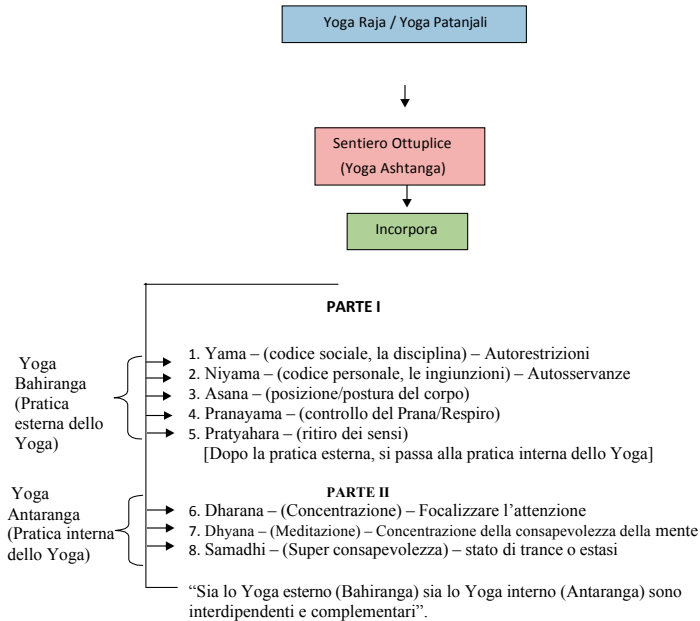 Yoga Raja / Yoga Patanjali
Sentiero Ottuplice
(Yoga Ashtanga)
Incorpora
PARTE I
Yoga
Bahiranga
(Pratica
esterna dello
Yoga)
1. Yama – (codice sociale, la disciplina) – Autorestrizioni
2. Niyama – (codice personale, le ingiunzioni) – Autosservanze
3. Asana – (posizione/postura del corpo)
4. Pranayama – (controllo del Prana/Respiro)
5. Pratyahara – (ritiro dei sensi)
[Dopo la pratica esterna, si passa alla pratica interna dello Yoga]
PARTE II
Yoga
Antaranga
(Pratica interna
dello Yoga)
6. Dharana – (Concentrazione) – Focalizzare l’attenzione
7. Dhyana – (Meditazione) – Concentrazione della consapevolezza della mente
8. Samadhi – (Super consapevolezza) – stato di trance o estasi
“Sia lo Yoga esterno (Bahiranga) sia lo Yoga interno (Antaranga) sono
interdipendenti e complementari”.